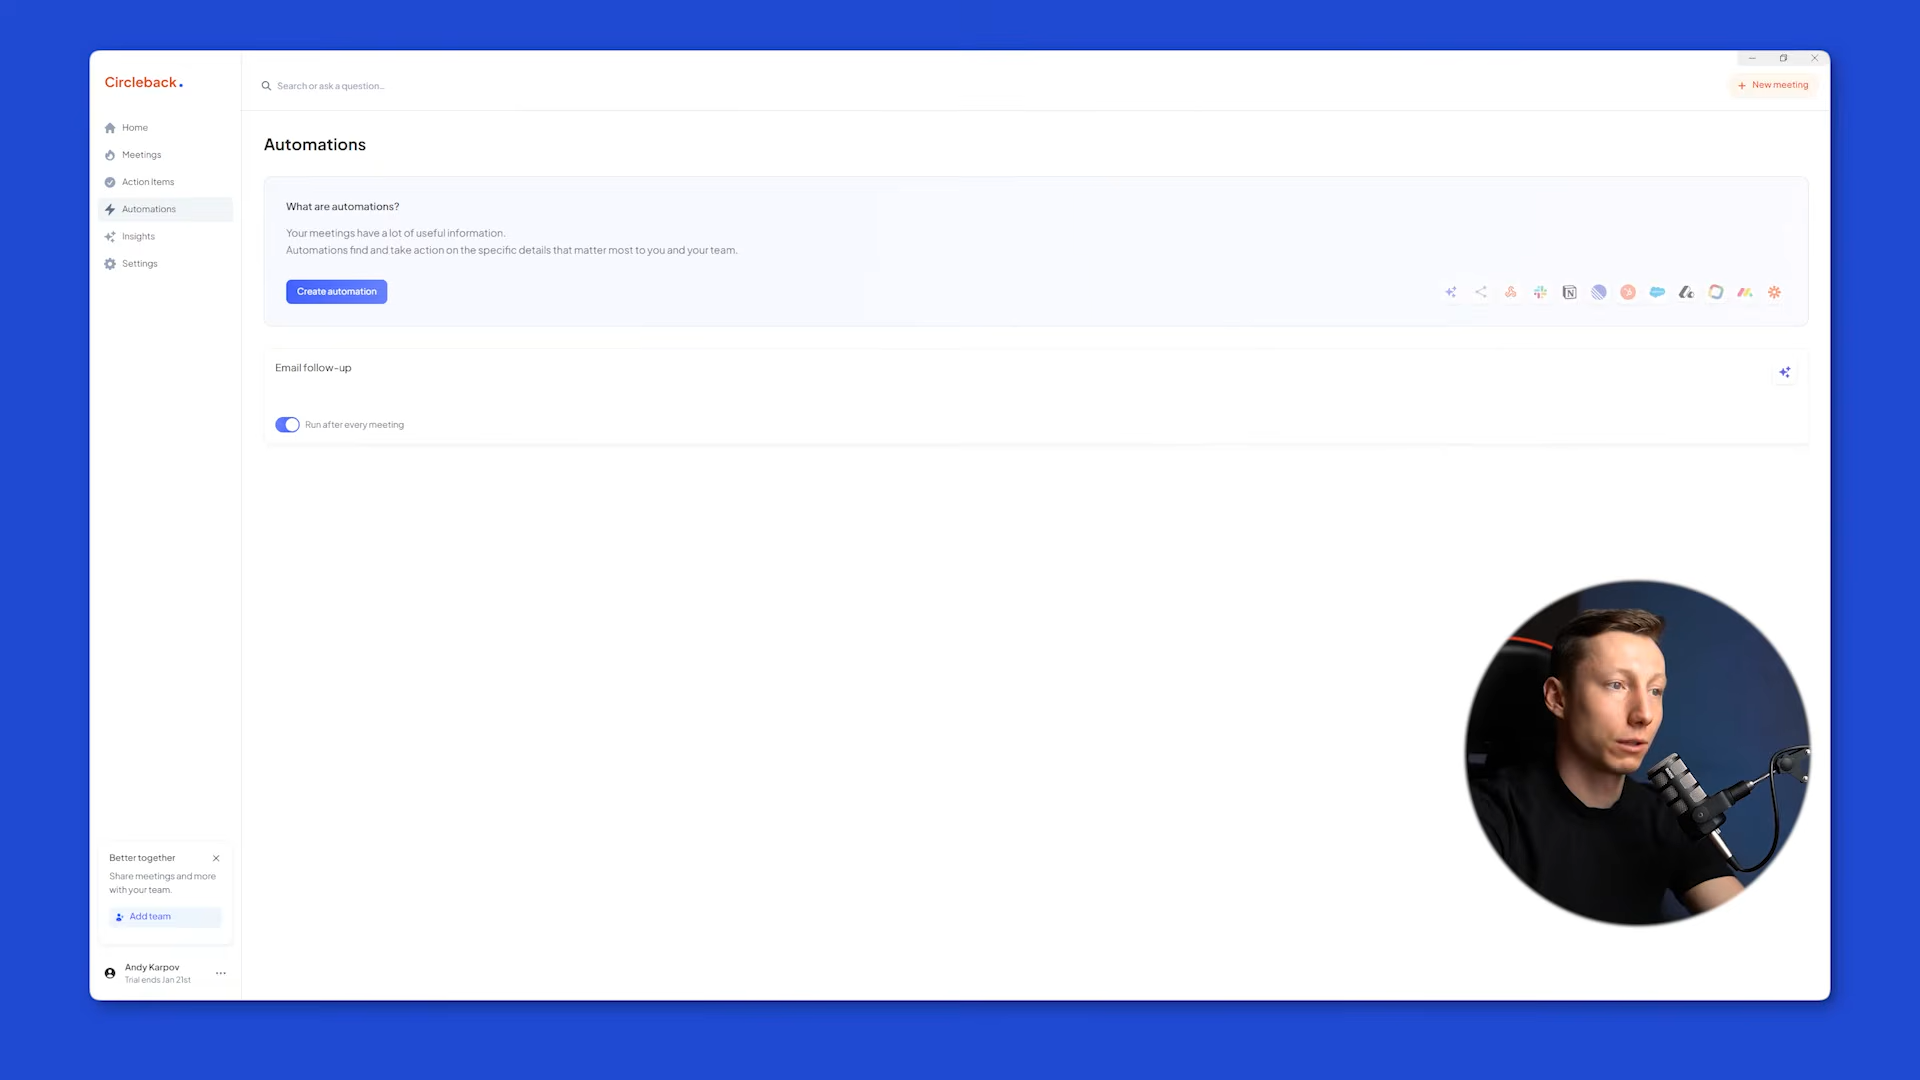 Circleback.
Search or ask a question...
New meeting
Home
Meetings
Action Items
Automations
Insights
Settings
Automations
What are automations?
Your meetings have a lot of useful information.
Automations find and take action on the specific details that matter most to you and your team.
Create automation
Email follow-up
Run after every meeting
Better together
Share meetings and more
with your team.
Add team
Andy Karpov
Trial ends Jan 21st